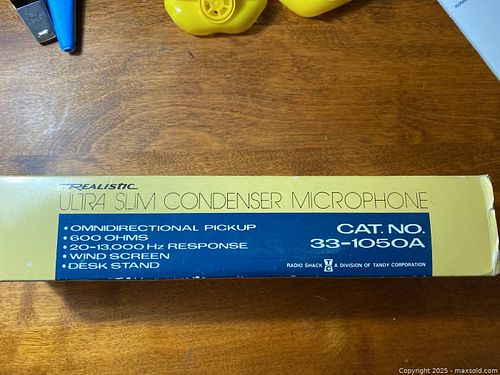 REALISTIC
ULTRA SLIM CONDENSER MICROPHONE
• OMNIDIRECTIONAL PICKUP
• 600 OHMS
• 20-13,000 Hz RESPONSE
• WIND SCREEN
• DESK STAND
CAT. NO.
33-1050A
RADIO SHACK TC A DIVISION OF TANDY CORPORATION
Copyright © 2025 - maxsold.com